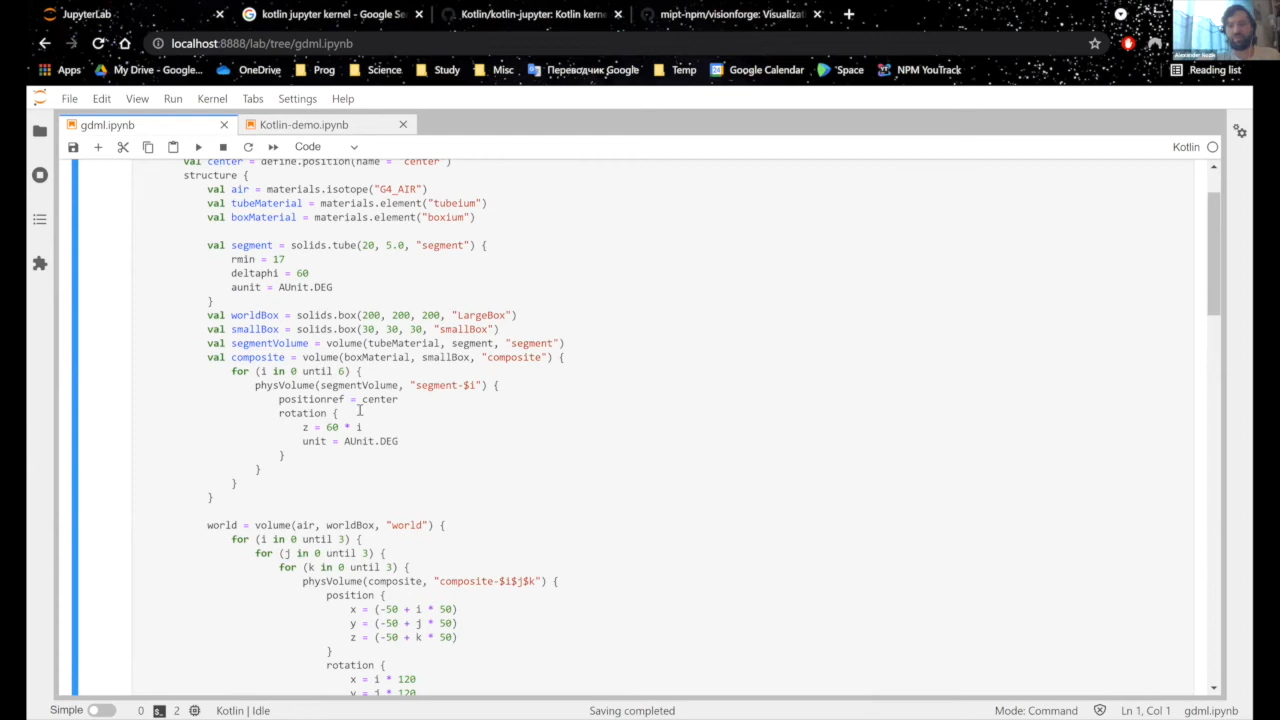 JupyterLab
kotlin jupyter kernel - Google Se
Kotlin/kotlin-jupyter: Kotlin kern
mipt-npm/visionforge: Visualiza
localhost:8888/lab/tree/gdml.ipynb
Apps
My Drive - Google...
OneDrive
Prog
Science
Study
Misc
Переводчик Google
Temp
Google Calendar
Space
NPM YouTrack
Reading list
File Edit View Run Kernel Tabs Settings Help
gdml.ipynb
Kotlin-demo.ipynb
Code
Kotlin
val center = define.position(name = "center")
structure {
val air = materials.isotope("G4_AIR")
val tubeMaterial = materials.element("tubeium")
val boxMaterial = materials.element("boxium")
val segment = solids.tube(20, 5.0, "segment") {
rmin = 17
deltaphi = 60
aunit = AUnit.DEG
}
val worldBox = solids.box(200, 200, 200, "LargeBox")
val smallBox = solids.box(30, 30, 30, "smallBox")
val segmentVolume = volume(tubeMaterial, segment, "segment")
val composite = volume(boxMaterial, smallBox, "composite") {
for (i in 0 until 6) {
physVolume(segmentVolume, "segment-$i") {
positionref = center
rotation {
z = 60 * i
unit = AUnit.DEG
}
}
}
}
world = volume(air, worldBox, "world") {
for (i in 0 until 3) {
for (j in 0 until 3) {
for (k in 0 until 3) {
physVolume(composite, "composite-$i$j$k") {
position {
x = (-50 + i * 50)
y = (-50 + j * 50)
z = (-50 + k * 50)
}
rotation {
x = i * 120
y = j * 120
Simple
0
2
Kotlin | Idle
Saving completed
Mode: Command
Ln 1, Col 1
gdml.ipynb